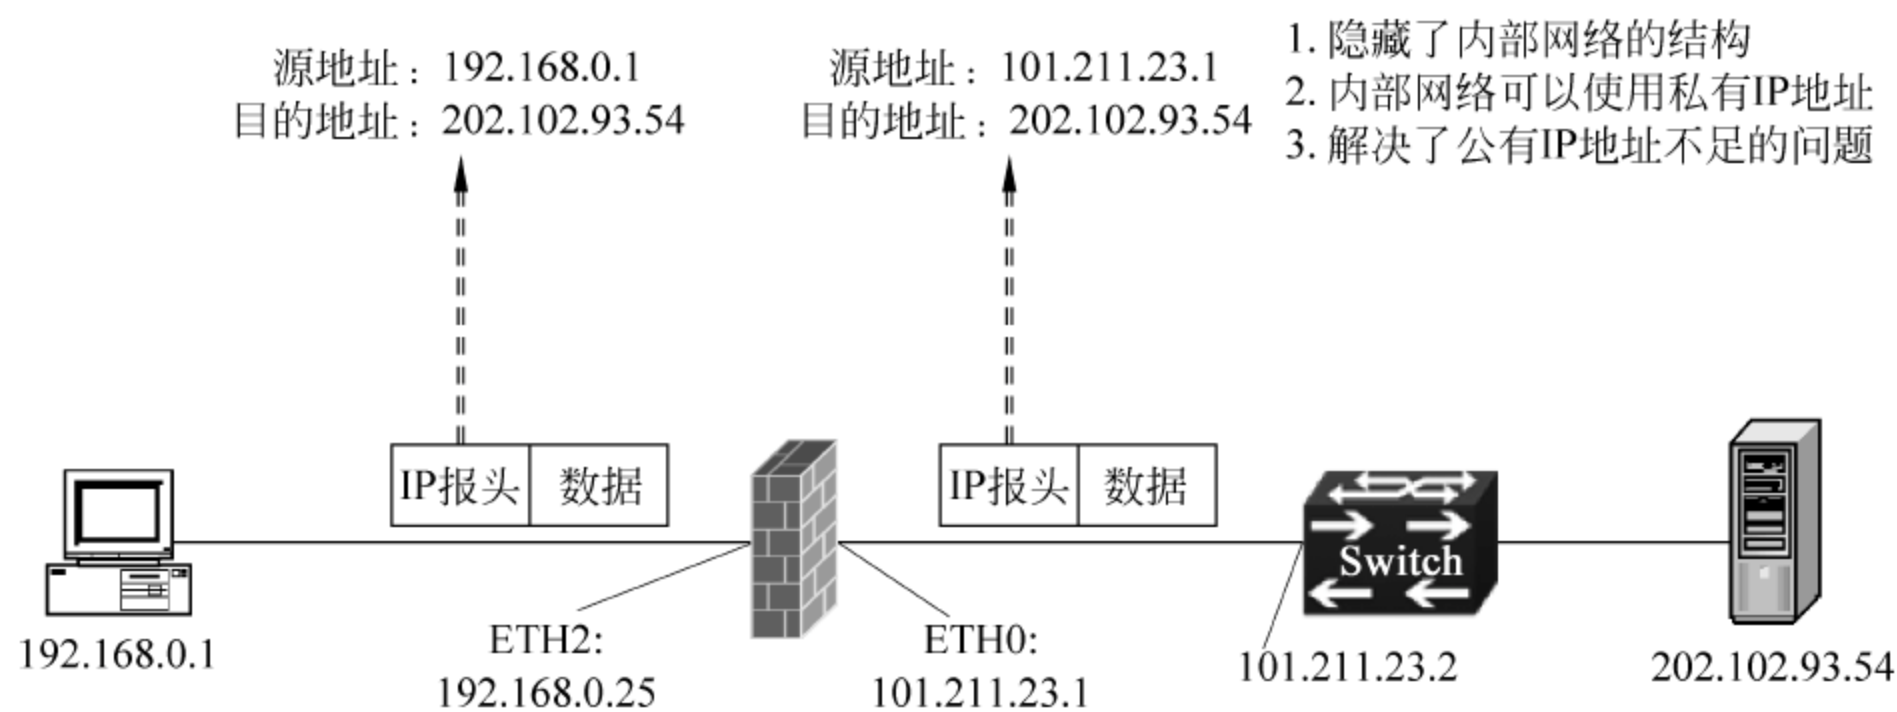 源地址：192.168.0.1
目的地址：202.102.93.54
源地址：101.211.23.1
目的地址：202.102.93.54
1. 隐藏了内部网络的结构
2. 内部网络可以使用私有IP地址
3. 解决了公有IP地址不足的问题
IP报头 数据
IP报头 数据
Switch
192.168.0.1
ETH2:
192.168.0.25
ETH0:
101.211.23.1
101.211.23.2
202.102.93.54